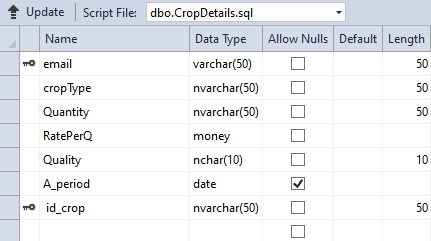 Update Script File: dbo.CropDetails.sql
Name Data Type Allow Nulls Default Length
email varchar(50) 50
cropType nvarchar(50) 50
Quantity nvarchar(50) 50
RatePerQ money
Quality nchar(10) 10
A_period date
id_crop nvarchar(50) 50